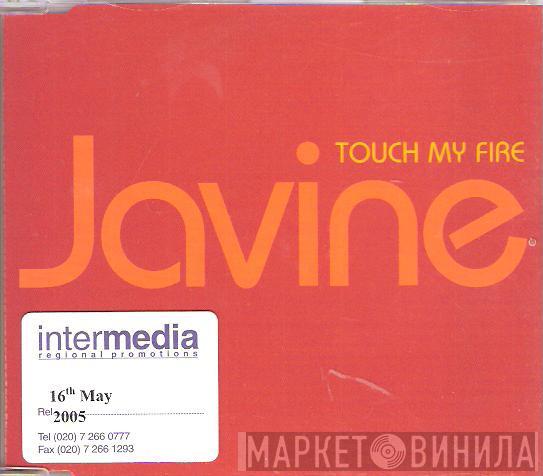 TOUCH MY FIRE
Javine
intermedia
regional promotions
16th May
Rel 2005
Tel (020) 7 266 0777
Fax (020) 7 266 1293
МАРКЕТ ВИНИЛА